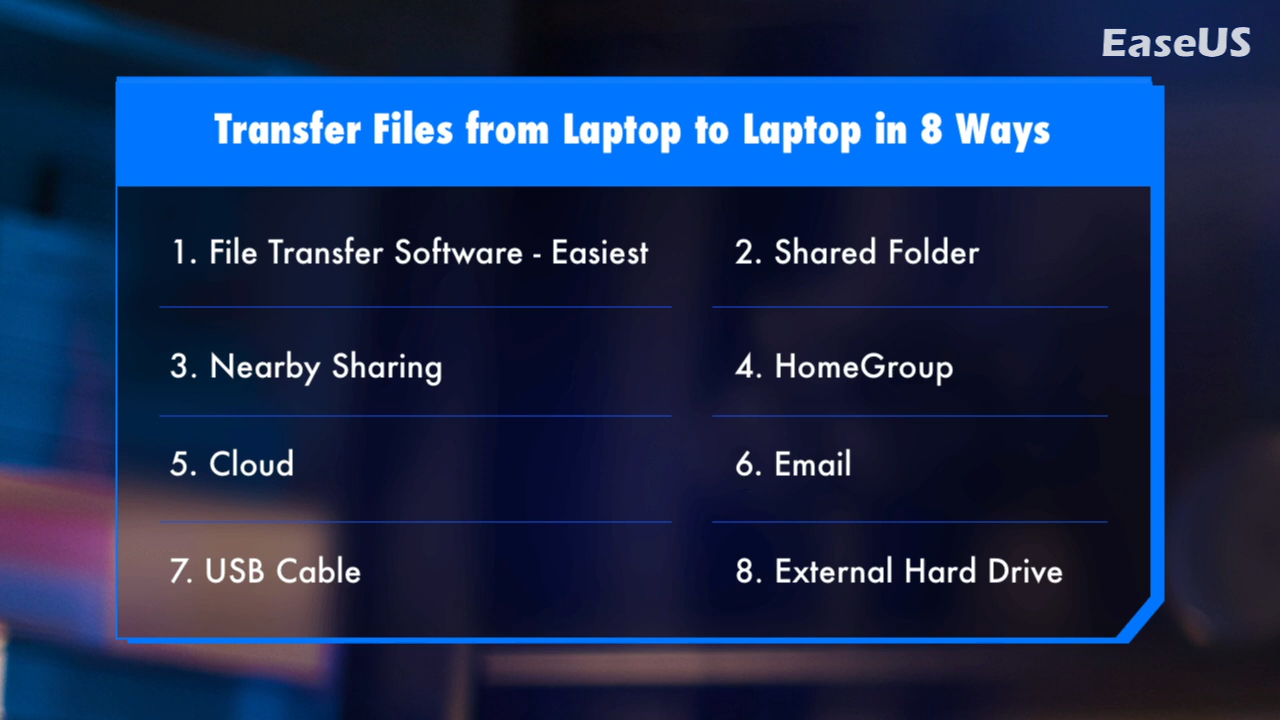 EaseUS
Transfer Files from Laptop to Laptop in 8 Ways
1. File Transfer Software - Easiest
2. Shared Folder
3. Nearby Sharing
4. HomeGroup
5. Cloud
6. Email
7. USB Cable
8. External Hard Drive